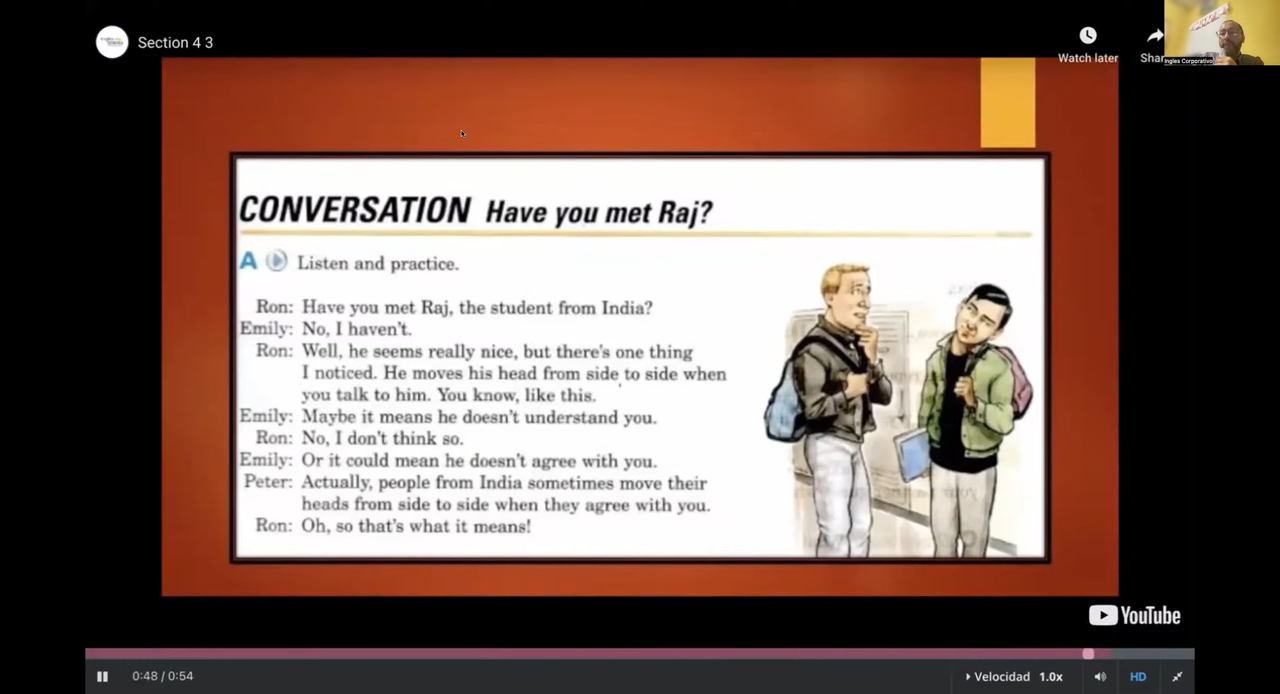 Section 4 3
Watch later
Ingles Corporativo
CONVERSATION Have you met Raj?
A Listen and practice.
Ron: Have you met Raj, the student from India?
Emily: No, I haven't.
Ron: Well, he seems really nice, but there's one thing
I noticed. He moves his head from side to side when
you talk to him. You know, like this.
Emily: Maybe it means he doesn't understand you.
Ron: No, I don't think so.
Emily: Or it could mean he doesn't agree with you.
Peter: Actually, people from India sometimes move their
heads from side to side when they agree with you.
Ron: Oh, so that's what it means!
YouTube
0:48 / 0:54
Velocidad 1.0x
HD